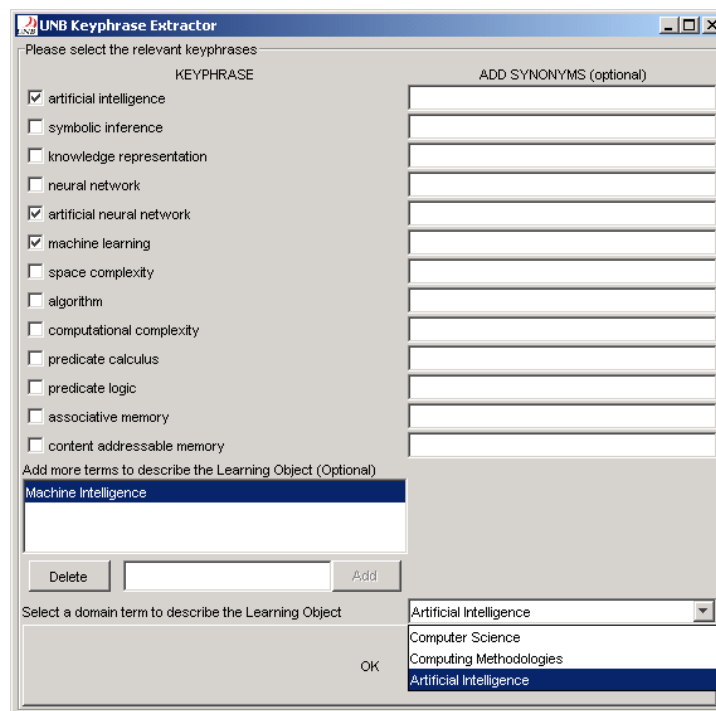 UNB Keyphrase Extractor
Please select the relevant keyphrases
KEYPHRASE ADD SYNONYMS (optional)
artificial intelligence
symbolic inference
knowledge representation
neural network
artificial neural network
machine learning
space complexity
algorithm
computational complexity
predicate calculus
predicate logic
associative memory
content addressable memory
Add more terms to describe the Learning Object (Optional)
Machine Intelligence
Delete Add
Select a domain term to describe the Learning Object Artificial Intelligence
Computer Science
OK Computing Methodologies
Artificial Intelligence